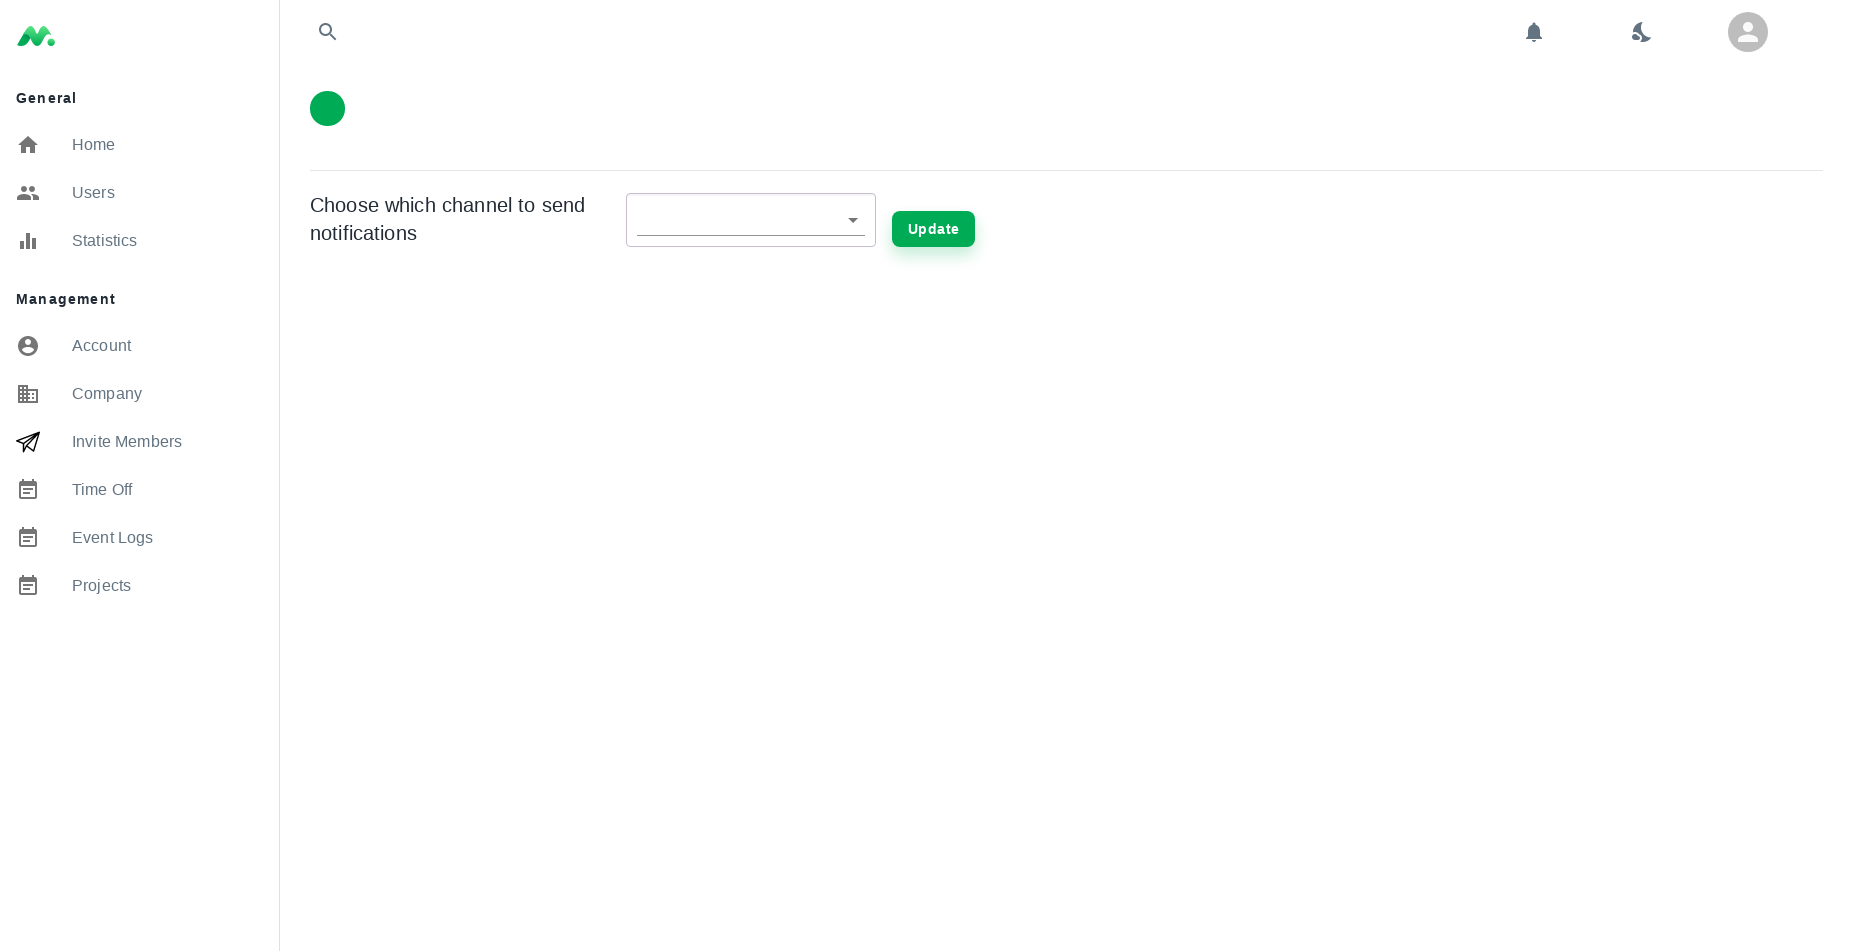 General
Home
Users
Statistics
Management
Account
Company
Invite Members
Time Off
Event Logs
Projects
Choose which channel to send
notifications
Update